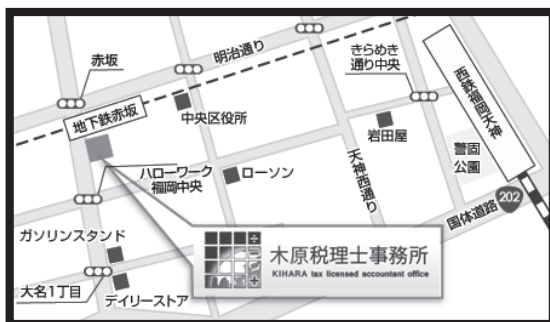 赤坂
明治通り
きらめき
通り中央
西鉄福岡天神
地下鉄赤坂
中央区役所
岩田屋
警固
公園
ハローワーク
福岡中央
ローソン
天神西通り
国体道路
202
ガソリンスタンド
木原税理士事務所
KIHARA tax licensed accountant office
大名1丁目
デイリーストア